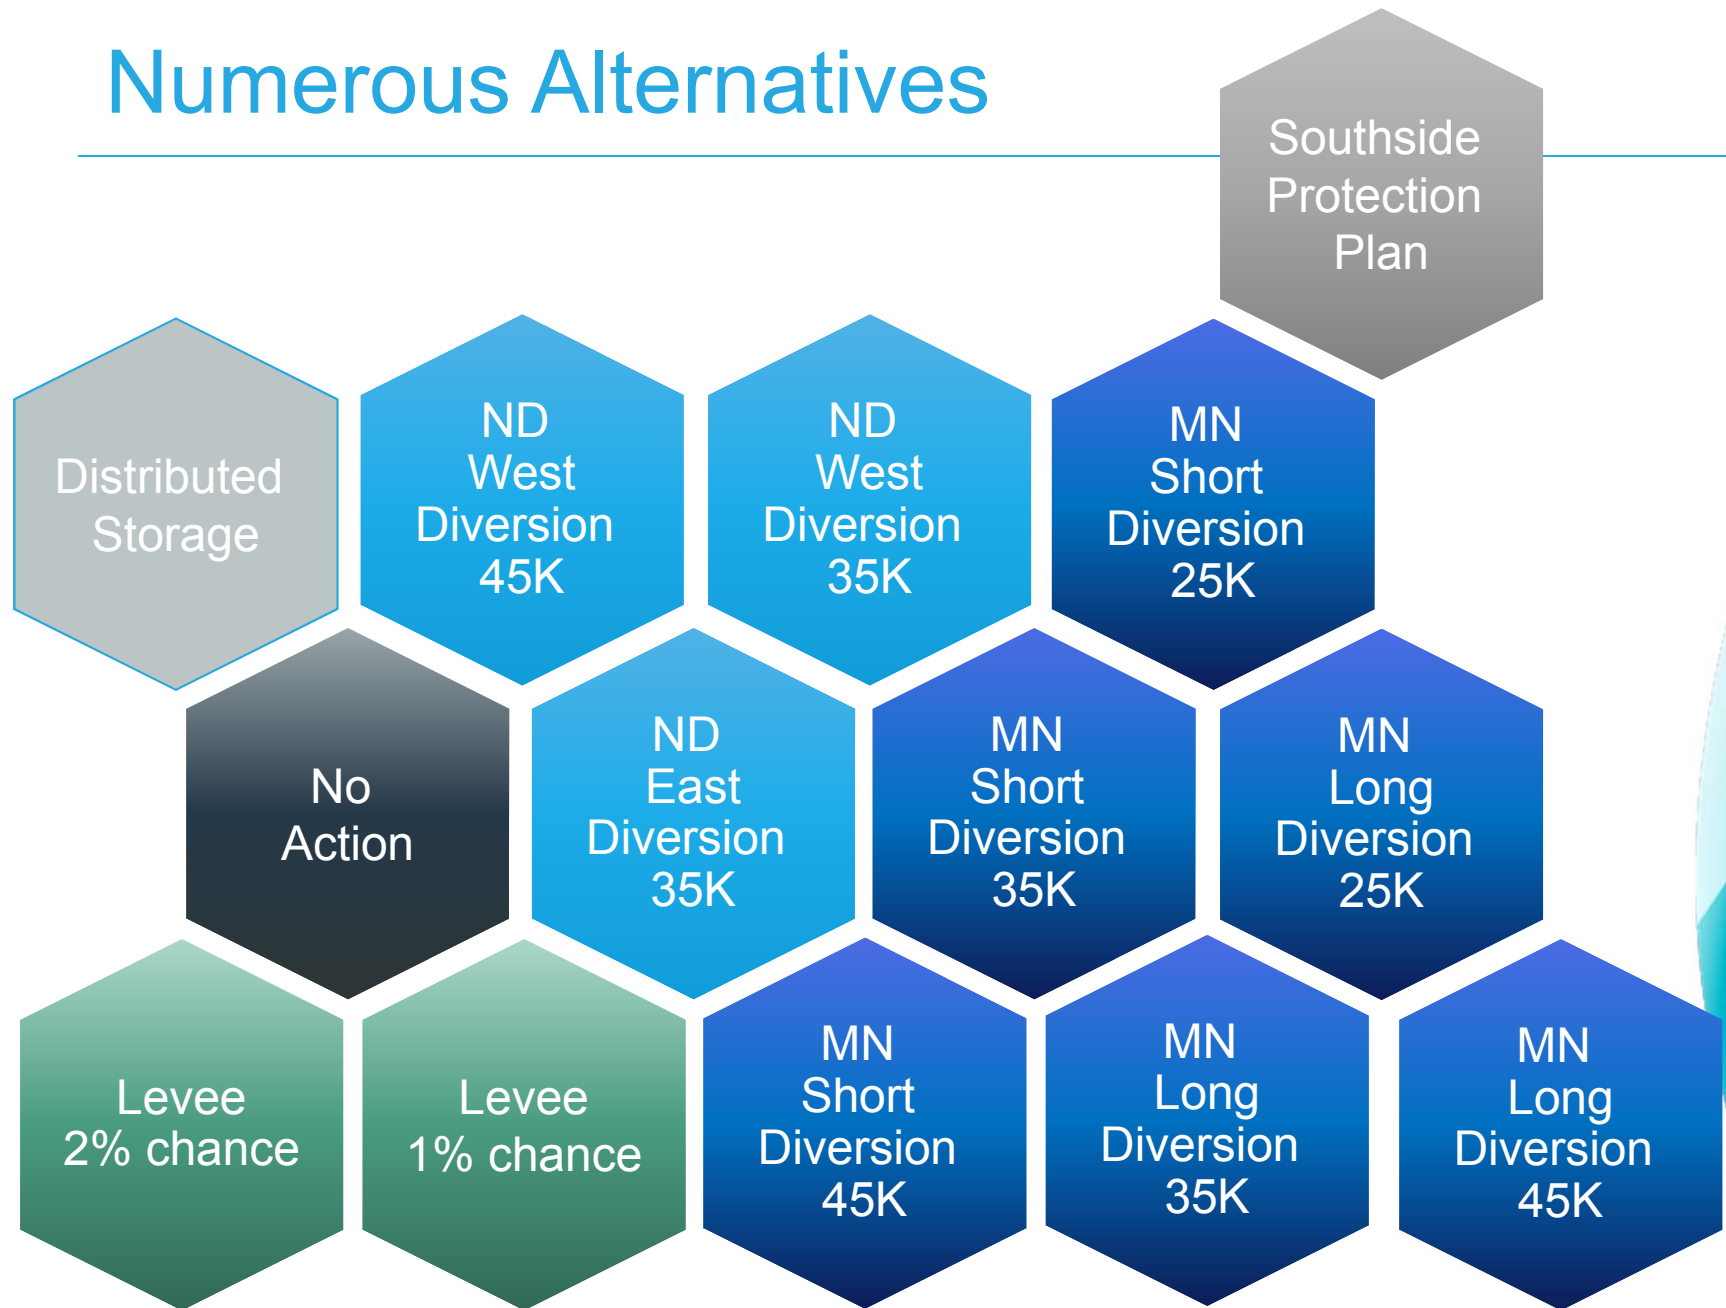 Numerous Alternatives
Southside
Protection
Plan
Distributed
Storage
ND
West
Diversion
45K
ND
West
Diversion
35K
MN
Short
Diversion
25K
No
Action
ND
East
Diversion
35K
MN
Short
Diversion
35K
MN
Long
Diversion
25K
Levee
2% chance
Levee
1% chance
MN
Short
Diversion
45K
MN
Long
Diversion
35K
MN
Long
Diversion
45K